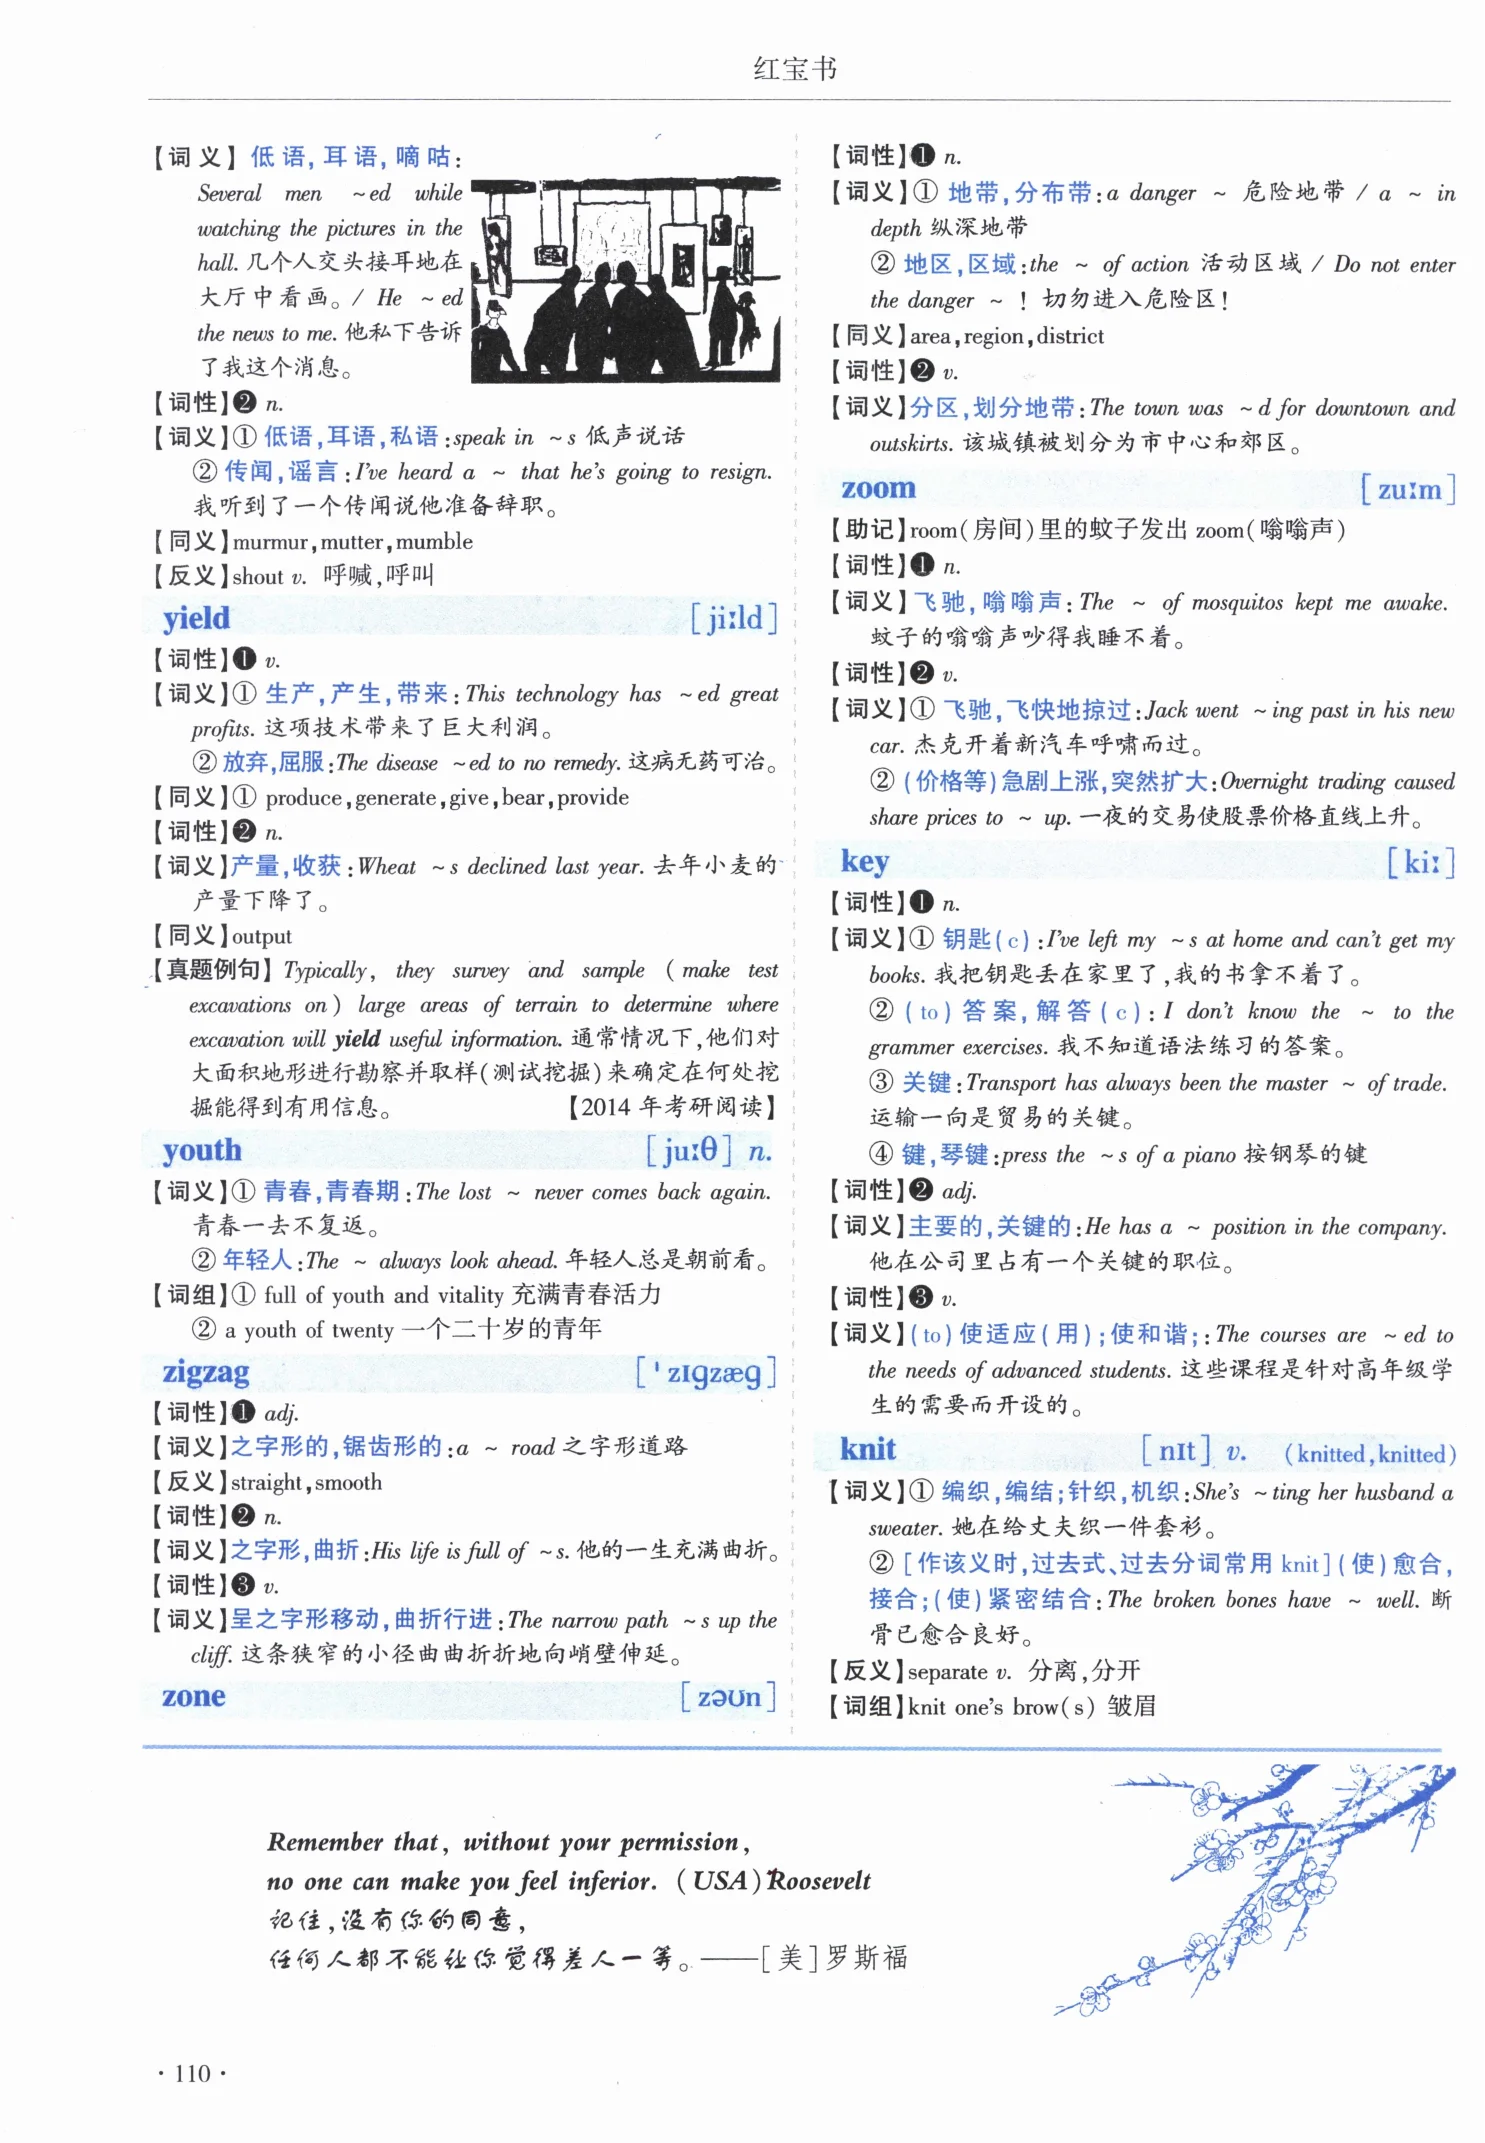 红宝书
【词义】低语,耳语,嘀咕:
Several men ~ed while
watching the pictures in the
hall. 几个人交头接耳地在
大厅中看画。/ He ~ed
the news to me. 他私下告诉
了我这个消息。
【词性】❷ n.
【词义】① 低语,耳语,私语:speak in ~s 低声说话
② 传闻,谣言:I've heard a ~ that he's going to resign.
我听到了一个传闻说他准备辞职。
【同义】murmur,mutter,mumble
【反义】shout v. 呼喊,呼叫
yield [ji:ld]
【词性】❶ v.
【词义】① 生产,产生,带来:This technology has ~ed great
profits. 这项技术带来了巨大利润。
② 放弃,屈服:The disease ~ed to no remedy. 这病无药可治。
【同义】① produce,generate,give,bear,provide
【词性】❷ n.
【词义】产量,收获:Wheat ~s declined last year. 去年小麦的
产量下降了。
【同义】output
【真题例句】Typically, they survey and sample (make test
excavations on) large areas of terrain to determine where
excavation will yield useful information. 通常情况下,他们对
大面积地形进行勘察并取样(测试挖掘)来确定在何处挖
掘能得到有用信息。 【2014 年考研阅读】
youth [ju:θ] n.
【词义】① 青春,青春期:The lost ~ never comes back again.
青春一去不复返。
② 年轻人:The ~ always look ahead. 年轻人总是朝前看。
【词组】① full of youth and vitality 充满青春活力
② a youth of twenty 一个二十岁的青年
zigzag [ˈzɪɡzæɡ]
【词性】❶ adj.
【词义】之字形的,锯齿形的:a ~ road 之字形道路
【反义】straight,smooth
【词性】❷ n.
【词义】之字形,曲折:His life is full of ~s. 他的一生充满曲折。
【词性】❸ v.
【词义】呈之字形移动,曲折行进:The narrow path ~s up the
cliff. 这条狭窄的小径曲曲折折地向峭壁伸延。
zone [zəʊn]
【词性】❶ n.
【词义】① 地带,分布带:a danger ~ 危险地带 / a ~ in
depth 纵深地带
② 地区,区域:the ~ of action 活动区域 / Do not enter
the danger ~ ! 切勿进入危险区!
【同义】area,region,district
【词性】❷ v.
【词义】分区,划分地带:The town was ~d for downtown and
outskirts. 该城镇被划分为市中心和郊区。
zoom [zu:m]
【助记】room(房间)里的蚊子发出 zoom(嗡嗡声)
【词性】❶ n.
【词义】飞驰,嗡嗡声:The ~ of mosquitos kept me awake.
蚊子的嗡嗡声吵得我睡不着。
【词性】❷ v.
【词义】① 飞驰,飞快地掠过:Jack went ~ing past in his new
car. 杰克开着新汽车呼啸而过。
② (价格等)急剧上涨,突然扩大:Overnight trading caused
share prices to ~ up. 一夜的交易使股票价格直线上升。
key [ki:]
【词性】❶ n.
【词义】① 钥匙(c):I've left my ~s at home and can't get my
books. 我把钥匙丢在家里了,我的书拿不着了。
② (to)答案,解答(c):I don't know the ~ to the
grammer exercises. 我不知道语法练习的答案。
③ 关键:Transport has always been the master ~ of trade.
运输一向是贸易的关键。
④ 键,琴键:press the ~s of a piano 按钢琴的键
【词性】❷ adj.
【词义】主要的,关键的:He has a ~ position in the company.
他在公司里占有一个关键的职位。
【词性】❸ v.
【词义】(to)使适应(用);使和谐;:The courses are ~ed to
the needs of advanced students. 这些课程是针对高年级学
生的需要而开设的。
knit [nɪt] v. (knitted,knitted)
【词义】① 编织,编结;针织,机织:She's ~ting her husband a
sweater. 她在给丈夫织一件套衫。
② [作该义时,过去式、过去分词常用 knit](使)愈合,
接合;(使)紧密结合:The broken bones have ~ well. 断
骨已愈合良好。
【反义】separate v. 分离,分开
【词组】knit one's brow(s) 皱眉
Remember that, without your permission,
no one can make you feel inferior. (USA)Roosevelt
记住,没有你的同意,
任何人都不能让你觉得差人一等。——[美]罗斯福
·110·